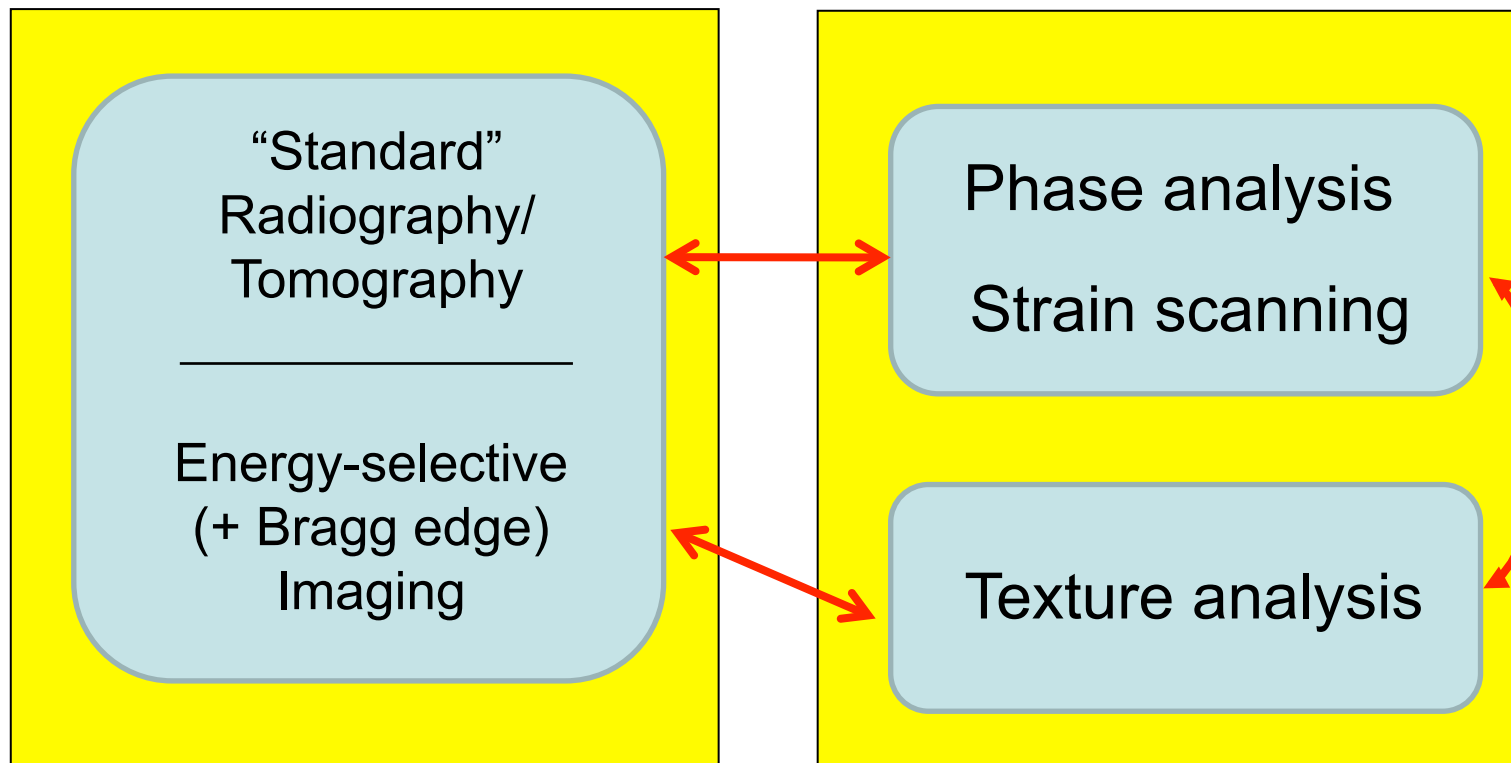 “Standard”
Radiography/
Tomography
Energy-selective
(+ Bragg edge)
Imaging
Phase analysis
Strain scanning
Texture analysis